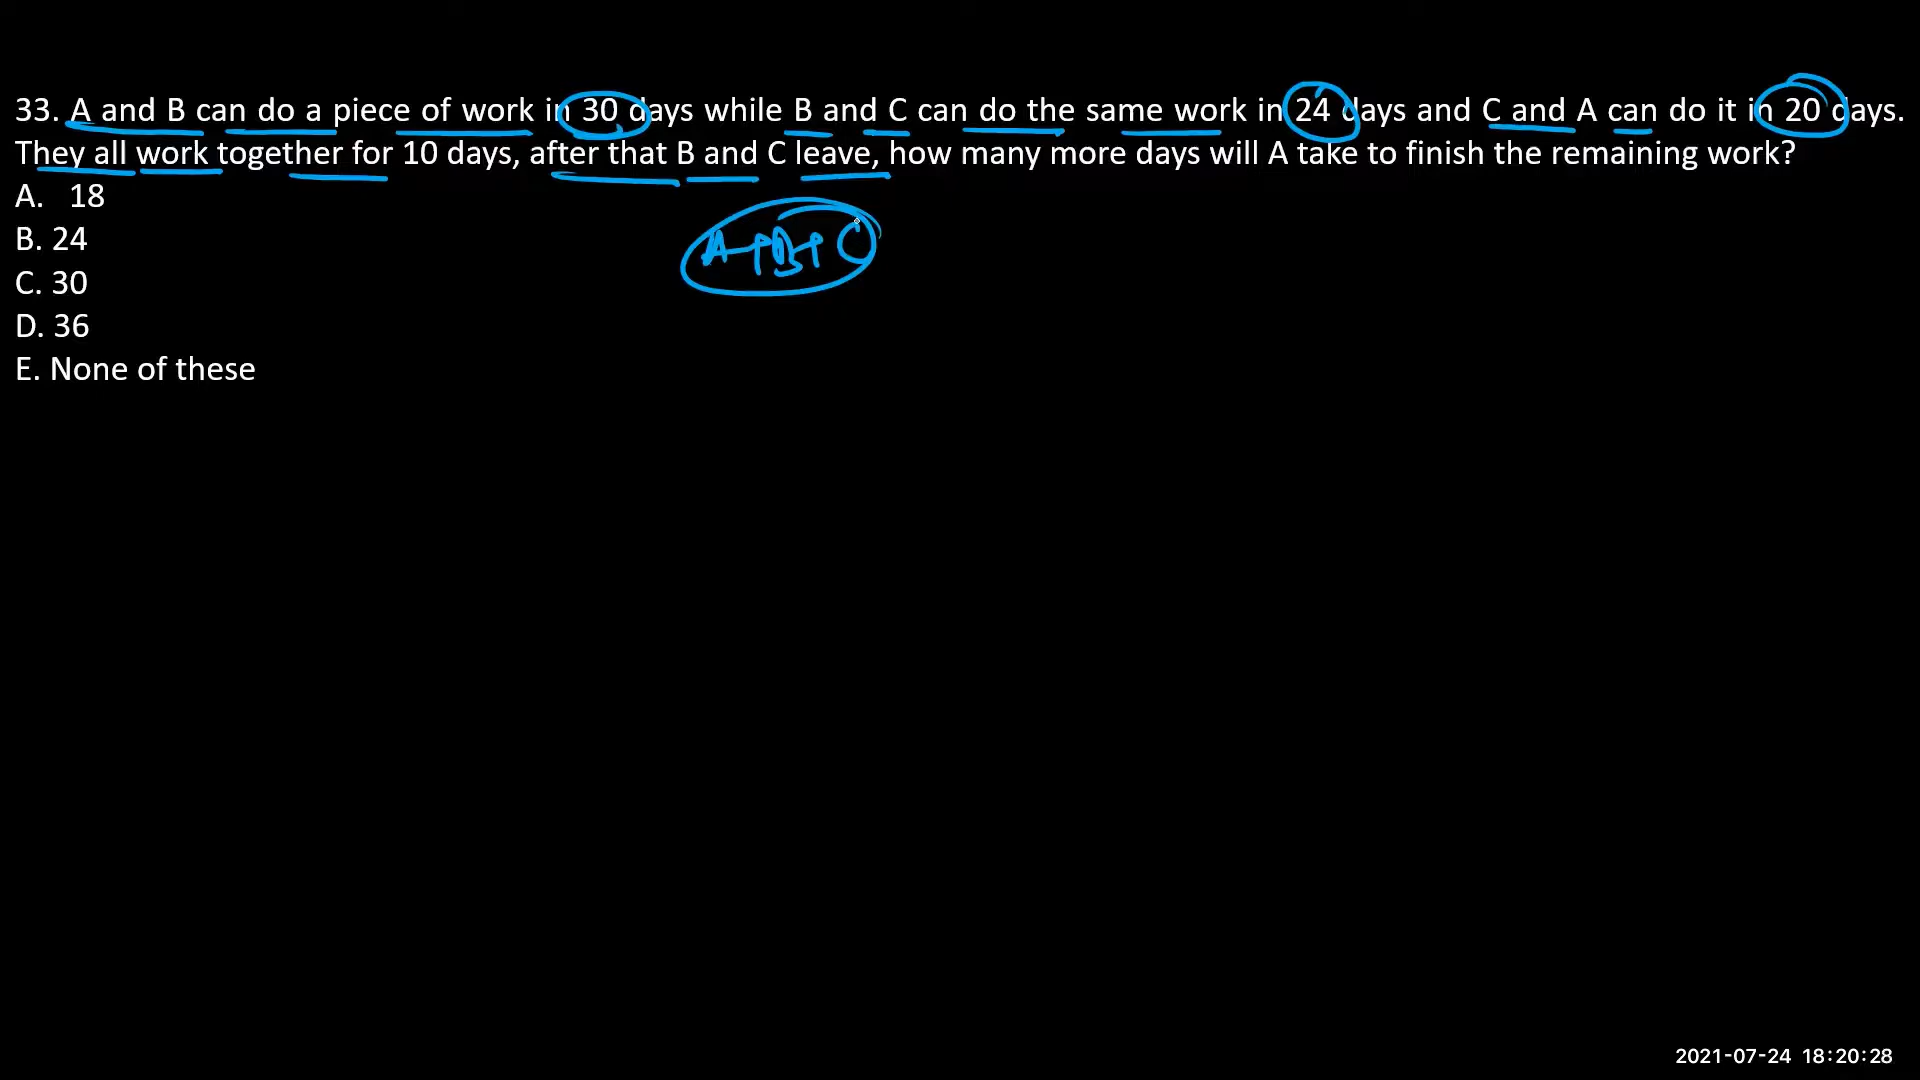 33. A and B can do a piece of work in 30 days while B and C can do the same work in 24 days and C and A can do it in 20 days.
They all work together for 10 days, after that B and C leave, how many more days will A take to finish the remaining work?
A. 18
A+B+C
B. 24
C. 30
D. 36
E. None of these
2021-07-24 18:20:28